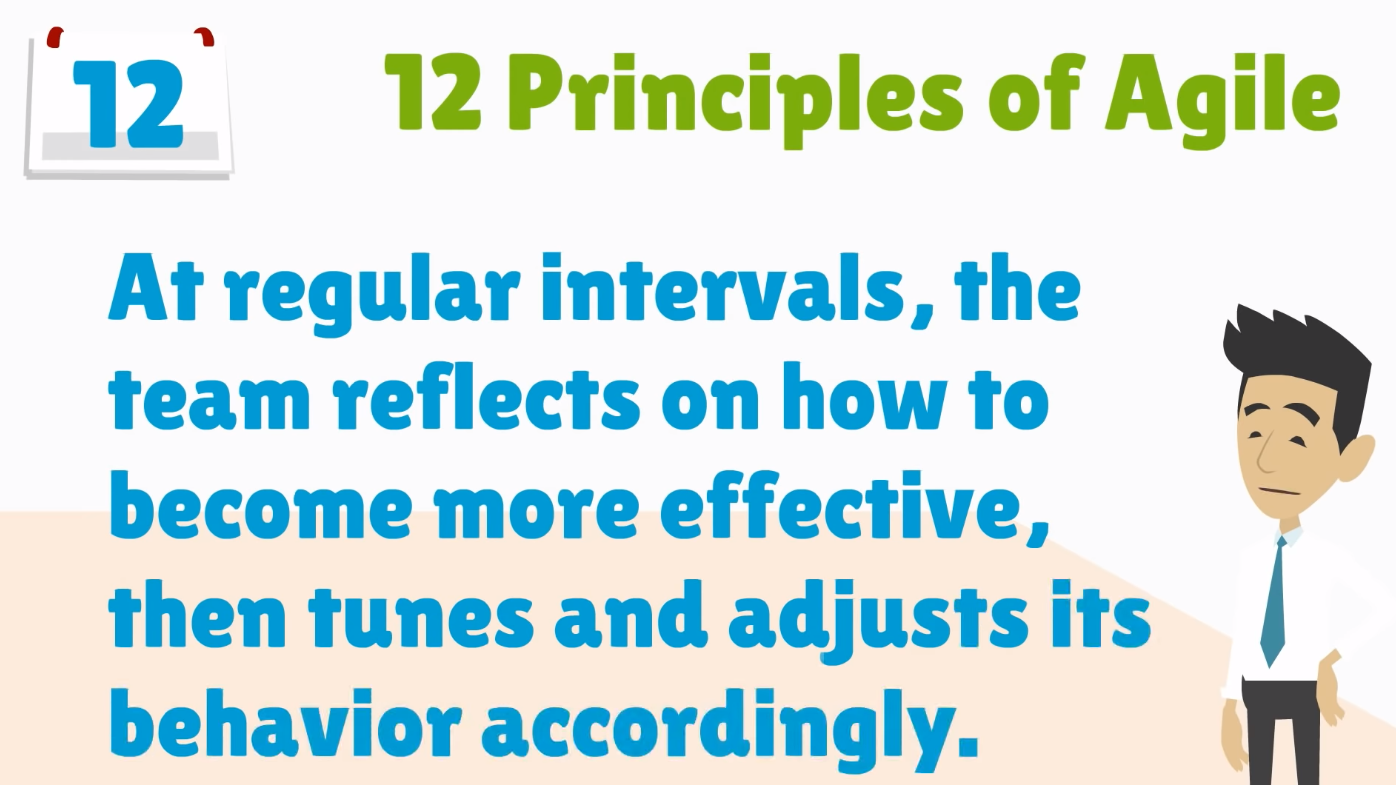 12
12 Principles of Agile
At regular intervals, the
team reflects on how to
become more effective,
then tunes and adjusts its
behavior accordingly.